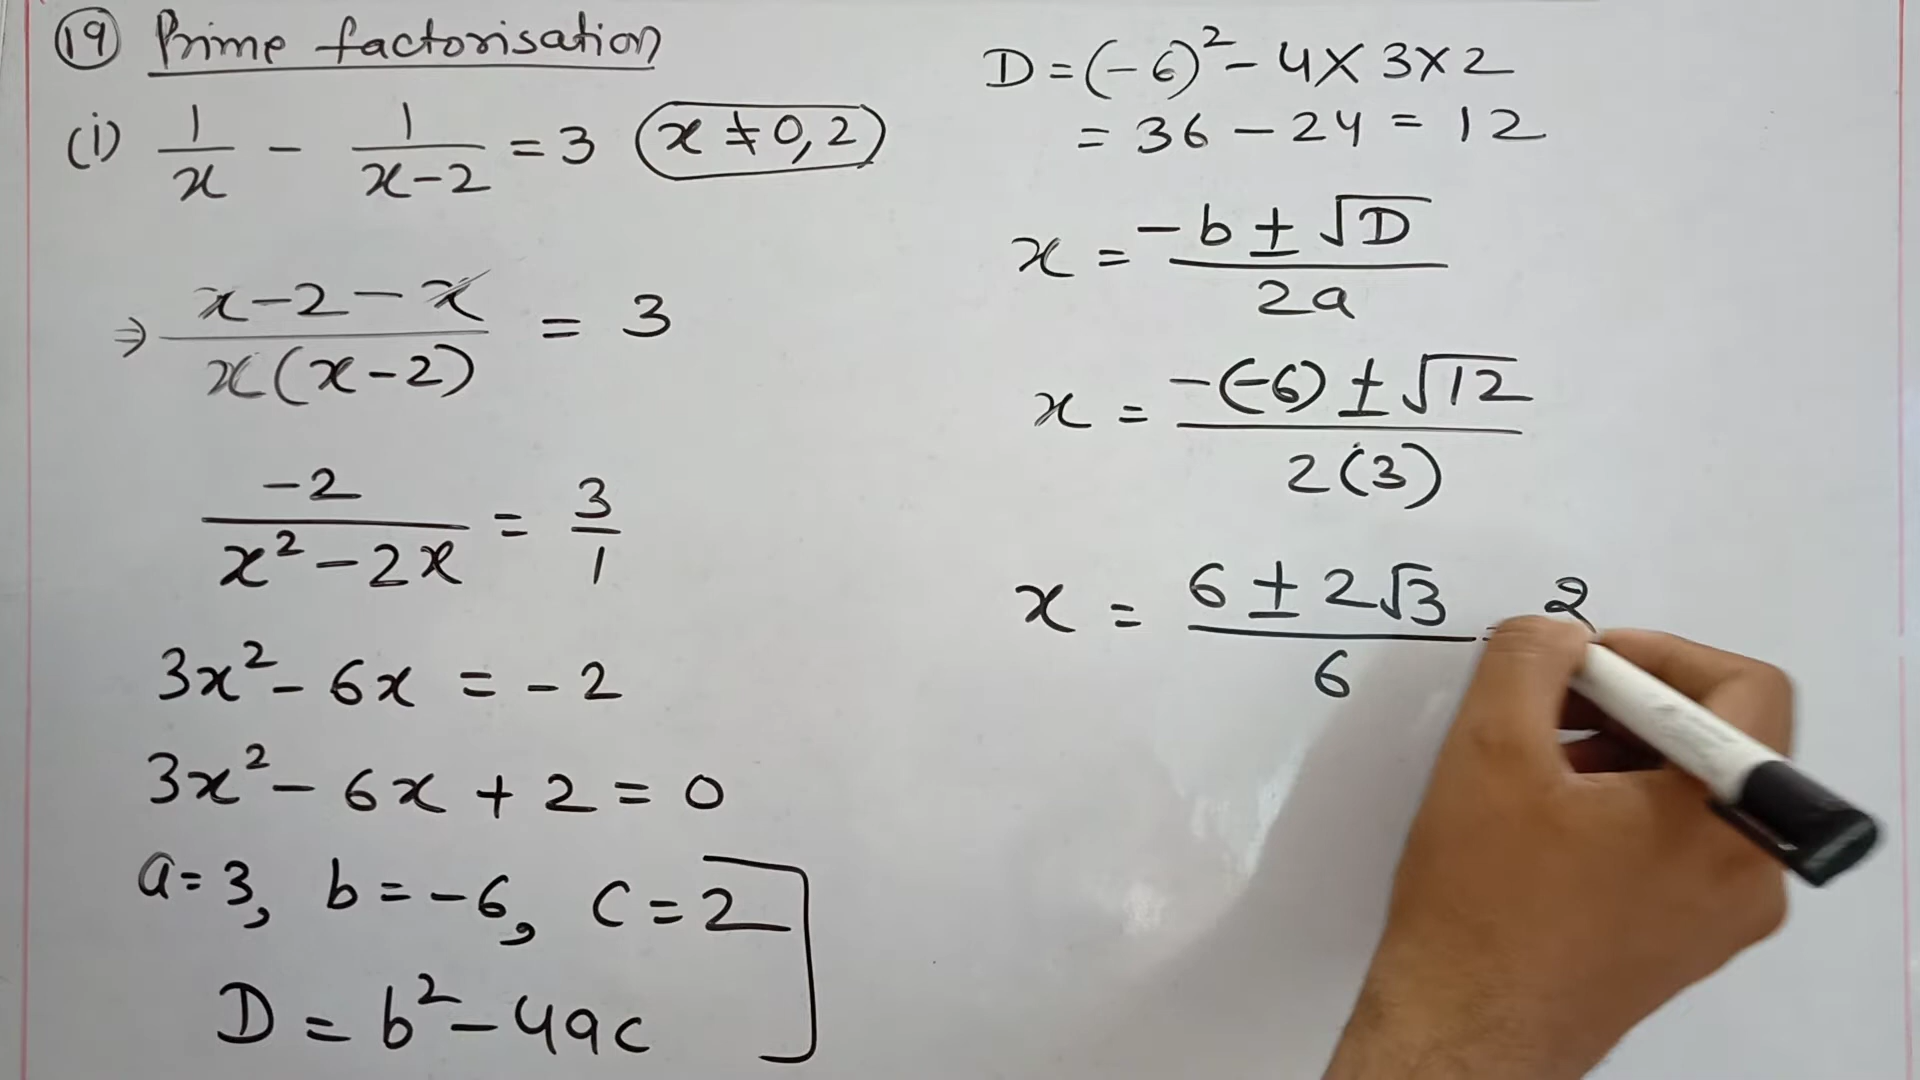 19 Prime factorisation
(i) 1/x - 1/(x-2) = 3 (x ≠ 0, 2)
⇒ (x-2-x)/(x(x-2)) = 3
-2/(x²-2x) = 3/1
3x² - 6x = -2
3x² - 6x + 2 = 0
a = 3, b = -6, c = 2
D = b² - 4ac
D = (-6)² - 4 × 3 × 2
= 36 - 24 = 12
x = (-b ± √D)/2a
x = (-(-6) ± √12)/2(3)
x = (6 ± 2√3)/6 = 2